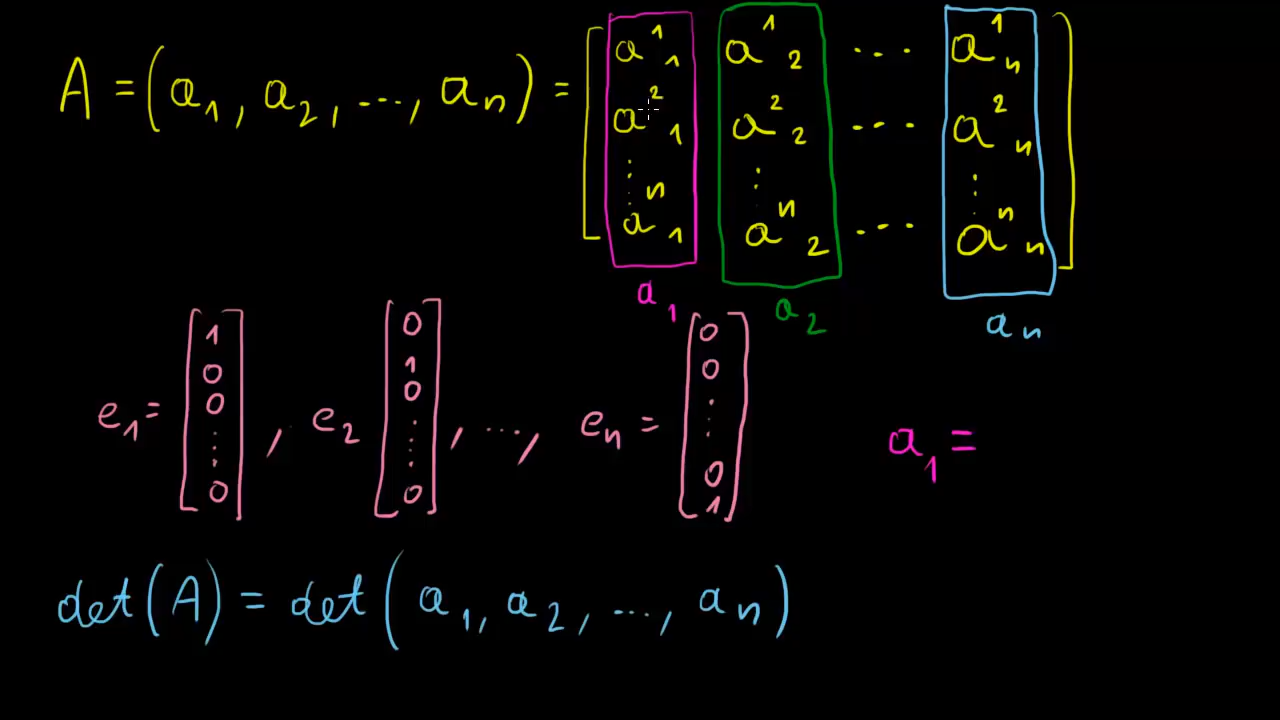 A = (a₁, a₂, ..., aₙ) = [a¹₁ a¹₂ ... a¹ₙ
a²₁ a²₂ ... a²ₙ
⋮ ⋮ ⋮
aⁿ₁ aⁿ₂ ... aⁿₙ]
a₁ a₂ aₙ
e₁ = [1 0 0 ⋮ 0], e₂ [0 1 0 ⋮ 0], ..., eₙ = [0 0 ⋮ 0 1]
a₁ =
det(A) = det(a₁, a₂, ..., aₙ)